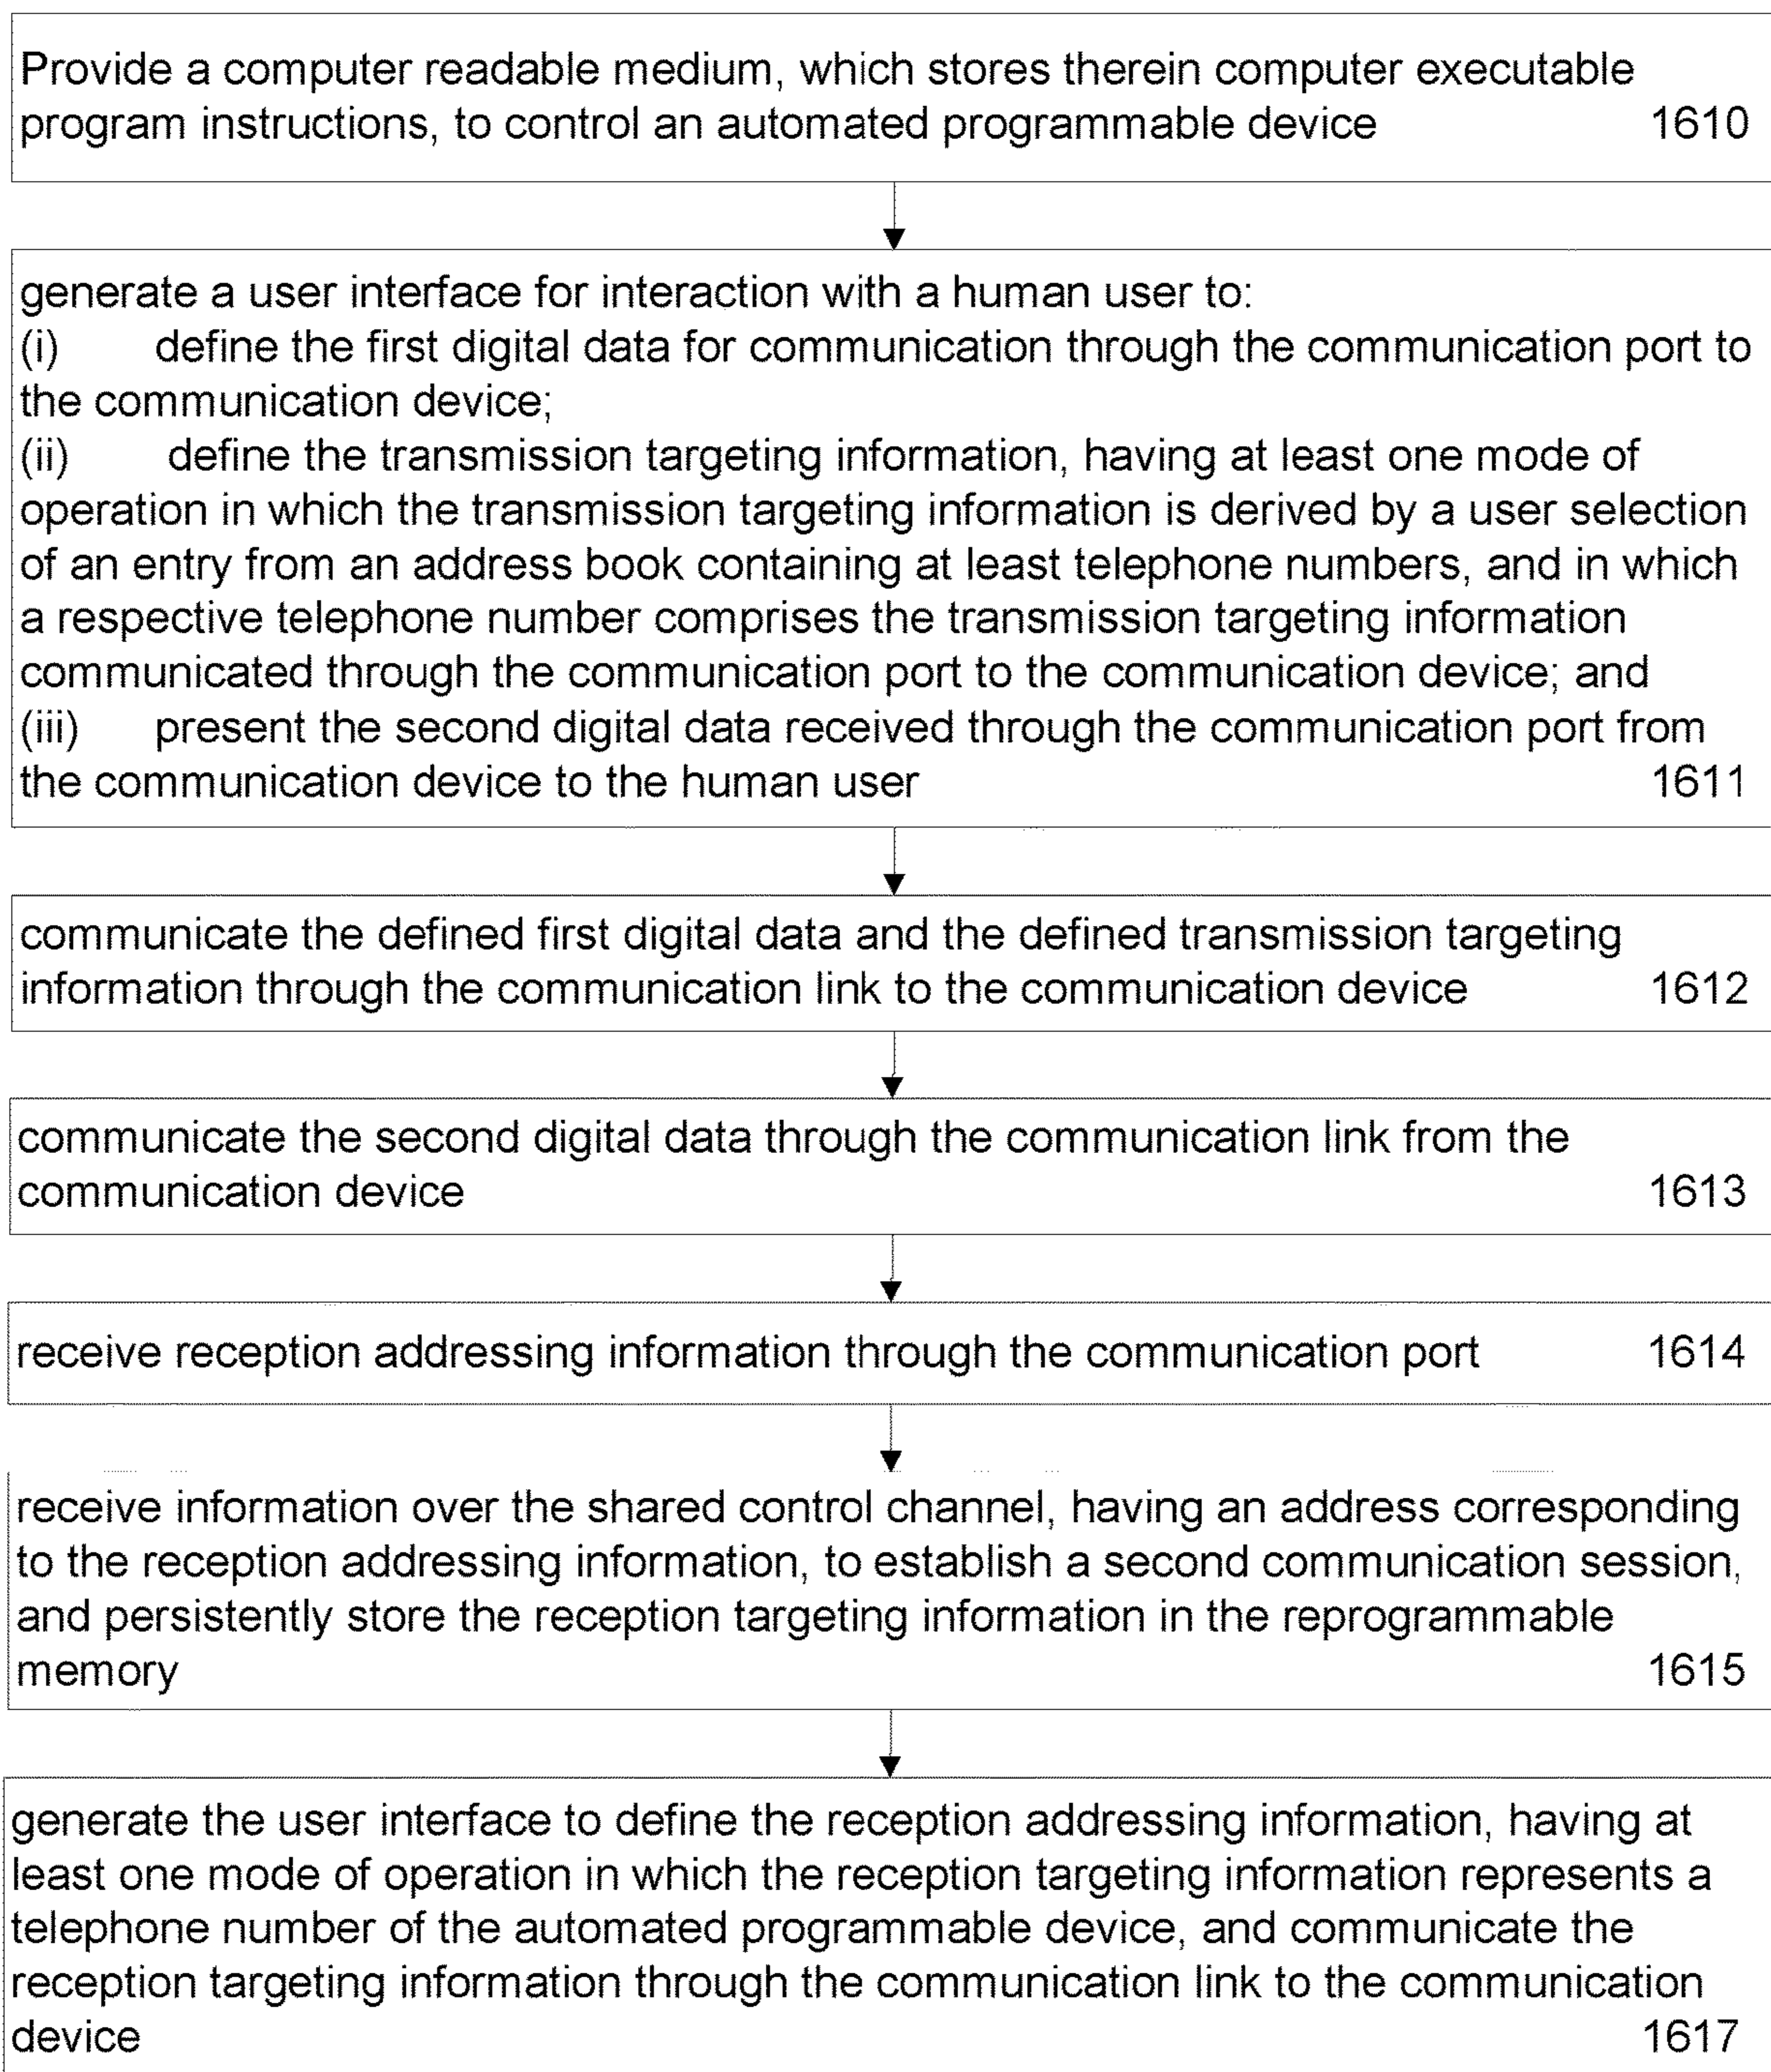 Provide a computer readable medium, which stores therein computer executable
program instructions, to control an automated programmable device 1610
generate a user interface for interaction with a human user to:
(i) define the first digital data for communication through the communication port to
the communication device;
(ii) define the transmission targeting information, having at least one mode of
operation in which the transmission targeting information is derived by a user selection
of an entry from an address book containing at least telephone numbers, and in which
a respective telephone number comprises the transmission targeting information
communicated through the communication port to the communication device; and
(iii) present the second digital data received through the communication port from
the communication device to the human user 1611
communicate the defined first digital data and the defined transmission targeting
information through the communication link to the communication device 1612
communicate the second digital data through the communication link from the
communication device 1613
receive reception addressing information through the communication port 1614
receive information over the shared control channel, having an address corresponding
to the reception addressing information, to establish a second communication session,
and persistently store the reception targeting information in the reprogrammable
memory 1615
generate the user interface to define the reception addressing information, having at
least one mode of operation in which the reception targeting information represents a
telephone number of the automated programmable device, and communicate the
reception targeting information through the communication link to the communication
device 1617